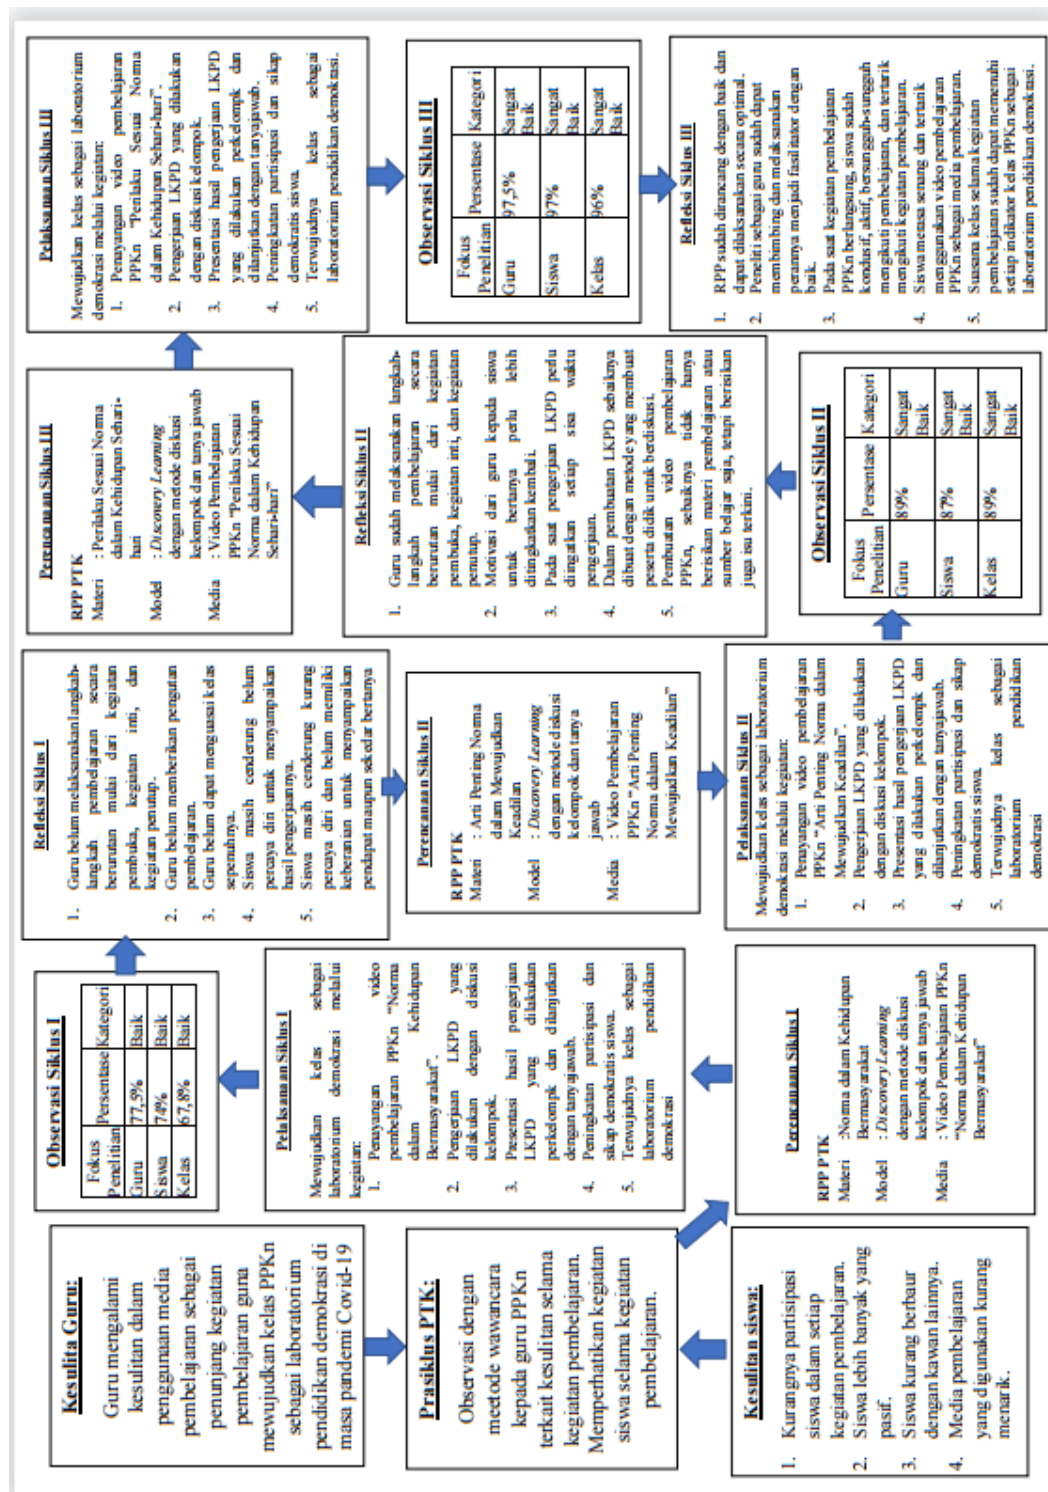 Kesulita Guru:
Guru mengalami
kesulitan dalam
penggunaan media
pembelajaran sebagai
penunjang kegiatan
pembelajaran guna
mewujudkan kelas PPKn
sebagai laboratorium
pendidikan demokrasi di
masa pandemi Covid-19
Prasiklus PTK:
Observasi dengan
meetode wawancara
kepada guru PPKn
terkait kesulitan selama
kegiatan pembelajaran.
Memperhatikan kegiatan
siswa selama kegiatan
pembelajaran.
Kesulitan siswa:
1. Kurangnya partisipasi
siswa dalam setiap
kegiatan pembelajaran.
2. Siswa lebih banyak yang
pasif.
3. Siswa kurang berbaur
dengan kawan lainnya.
4. Media pembelajaran
yang digunakan kurang
menarik.
Perencanaan Siklus I
RPP PTK
Materi :Norma dalam Kehidupan
Bermasyarakat
Model : Discovery Learning
dengan metode diskusi
kelompok dan tanya jawab
Media : Video Pembelajaran PPKn
"Norma dalam Kehidupan
Bermasyarakat"
Pelaksanaan Siklus I
Mewujudkan kelas sebagai
laboratorium demokrasi melalui
kegiatan:
1. Penayangan video
pembelajaran PPKn "Norma
dalam Kehidupan
Bermasyarakat".
2. Pengerjaan LKPD yang
dilakukan dengan diskusi
kelompok.
3. Presentasi hasil pengerjaan
LKPD yang dilakukan
perkelompk dan dilanjutkan
dengan tanyajawab.
4. Peningkatan partisipasi dan
sikap demokratis siswa.
5. Terwujudnya kelas sebagai
laboratorium pendidikan
demokrasi
Observasi Siklus I
Fokus Penelitian Persentase Kategori
Guru 77,5% Baik
Siswa 74% Baik
Kelas 67,8% Baik
Refleksi Siklus I
1. Guru belum melaksanakan langkah-
langkah pembelajaran secara
berurutan mulai dari kegiatan
pembuka, kegiatan inti, dan
kegiatan penutup.
2. Guru belum memberikan pengutan
pembelajaran.
3. Guru belum dapat menguasai kelas
sepenuhnya.
4. Siswa masih cenderung belum
percaya diri untuk menyampaikan
hasil pengerjaannya.
5. Siswa masih cenderung kurang
percaya diri dan belum memiliki
keberanian untuk menyampaikan
pendapat maupun sekedar bertanya
Perencanaan Siklus II
RPP PTK
Materi : Arti Penting Norma
dalam Mewujudkan
Keadilan
Model : Discovery Learning
dengan metode diskusi
kelompok dan tanya
jawab
Media : Video Pembelajaran
PPKn "Arti Penting
Norma dalam
Mewujudkan Keadilan"
Pelaksanaan Siklus II
Mewujudkan kelas sebagai laboratorium
demokrasi melalui kegiatan:
1. Penayangan video pembelajaran
PPKn "Arti Penting Norma dalam
Mewujudkan Keadilan".
2. Pengerjaan LKPD yang dilakukan
dengan diskusi kelompok.
3. Presentasi hasil pengerjaan LKPD
yang dilakukan perkelompk dan
dilanjutkan dengan tanyajawab.
4. Peningkatan partisipasi dan sikap
demokratis siswa.
5. Terwujudnya kelas sebagai
laboratorium pendidikan
demokrasi
Observasi Siklus II
Fokus Penelitian Persentase Kategori
Guru 89% Sangat Baik
Siswa 87% Sangat Baik
Kelas 89% Sangat Baik
Refleksi Siklus II
1. Guru sudah melaksanakan langkah-
langkah pembelajaran secara
berurutan mulai dari kegiatan
pembuka, kegiatan inti, dan kegiatan
penutup.
2. Motivasi dari guru kepada siswa
untuk bertanya perlu lebih
ditingkatkan kembali.
3. Pada saat pengerjaan LKPD perlu
diingatkan setiap sisa waktu
pengerjaan.
4. Dalam pembuatan LKPD sebaiknya
dibuat dengan metode yang membuat
peserta didik untuk berdiskusi.
5. Pembuatan video pembelajaran
PPKn, sebaiknya tidak hanya
berisikan materi pembelajaran atau
sumber belajar saja, tetapi berisikan
juga isu terkini.
Perencanaan Siklus III
RPP PTK
Materi : Perilaku Sesuai Norma
dalam Kehidupan Sehari-
hari
Model : Discovery Learning
dengan metode diskusi
kelompok dan tanya jawab
Media : Video Pembelajaran
PPKn "Perilaku Sesuai
Norma dalam Kehidupan
Sehari-hari"
Pelaksanaan Siklus III
Mewujudkan kelas sebagai laboratorium
demokrasi melalui kegiatan:
1. Penayangan video pembelajaran
PPKn "Perilaku Sesuai Norma
dalam Kehidupan Sehari-hari".
2. Pengerjaan LKPD yang dilakukan
dengan diskusi kelompok.
3. Presentasi hasil pengerjaan LKPD
yang dilakukan perkelompk dan
dilanjutkan dengan tanyajawab.
4. Peningkatan partisipasi dan sikap
demokratis siswa.
5. Terwujudnya kelas sebagai
laboratorium pendidikan demokrasi.
Observasi Siklus III
Fokus Penelitian Persentase Kategori
Guru 97,5% Sangat Baik
Siswa 97% Sangat Baik
Kelas 96% Sangat Baik
Refleksi Siklus III
1. RPP sudah dirancang dengan baik dan
dapat dilaksanakan secara optimal.
2. Peneliti sebagai guru sudah dapat
membimbing dan melaksanakan
perannya menjadi fasilitator dengan
baik.
3. Pada saat kegiatan pembelajatan
PPKn berlangsung, siswa sudah
kondusif, aktif, bersungguh-sungguh
mengikuti pembelajatan, dan tertarik
mengikuti kegiatan pembelajaran.
4. Siswa merasa senang dan tertarik
menggunakan video pembelajaran
PPKn sebagai media pembelajaran.
5. Suasana kelas selama kegiatan
pembelajaran sudah dapat memenuhi
setiap indikator kelas PPKn sebagai
laboratorium pendidikan demokrasi.